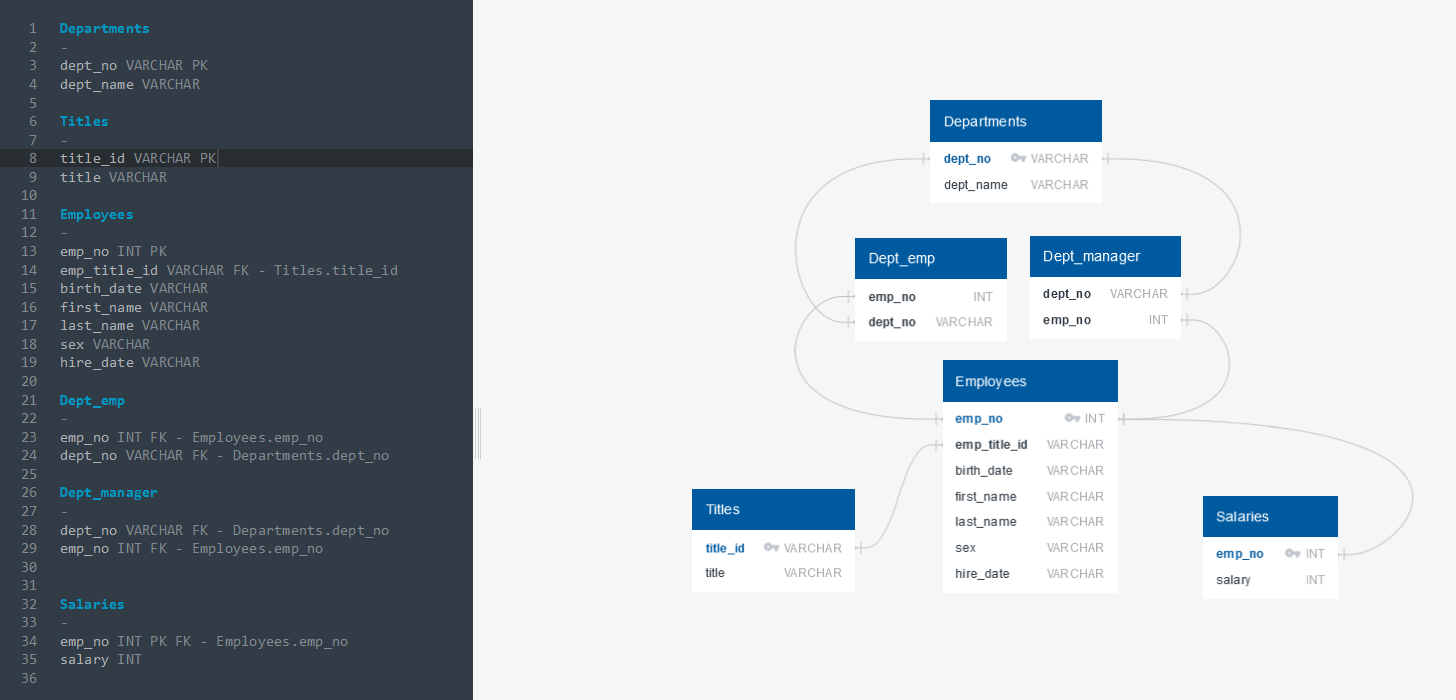 1 Departments
2 -
3 dept_no VARCHAR PK
4 dept_name VARCHAR
5
6 Titles
7 -
8 title_id VARCHAR PK
9 title VARCHAR
10
11 Employees
12 -
13 emp_no INT PK
14 emp_title_id VARCHAR FK - Titles.title_id
15 birth_date VARCHAR
16 first_name VARCHAR
17 last_name VARCHAR
18 sex VARCHAR
19 hire_date VARCHAR
20
21 Dept_emp
22 -
23 emp_no INT FK - Employees.emp_no
24 dept_no VARCHAR FK - Departments.dept_no
25
26 Dept_manager
27 -
28 dept_no VARCHAR FK - Departments.dept_no
29 emp_no INT FK - Employees.emp_no
30
31
32 Salaries
33 -
34 emp_no INT PK FK - Employees.emp_no
35 salary INT
36
Departments
dept_no VARCHAR
dept_name VARCHAR
Dept_emp
emp_no INT
dept_no VARCHAR
Dept_manager
dept_no VARCHAR
emp_no INT
Employees
emp_no INT
emp_title_id VARCHAR
birth_date VARCHAR
first_name VARCHAR
last_name VARCHAR
sex VARCHAR
hire_date VARCHAR
Titles
title_id VARCHAR
title VARCHAR
Salaries
emp_no INT
salary INT